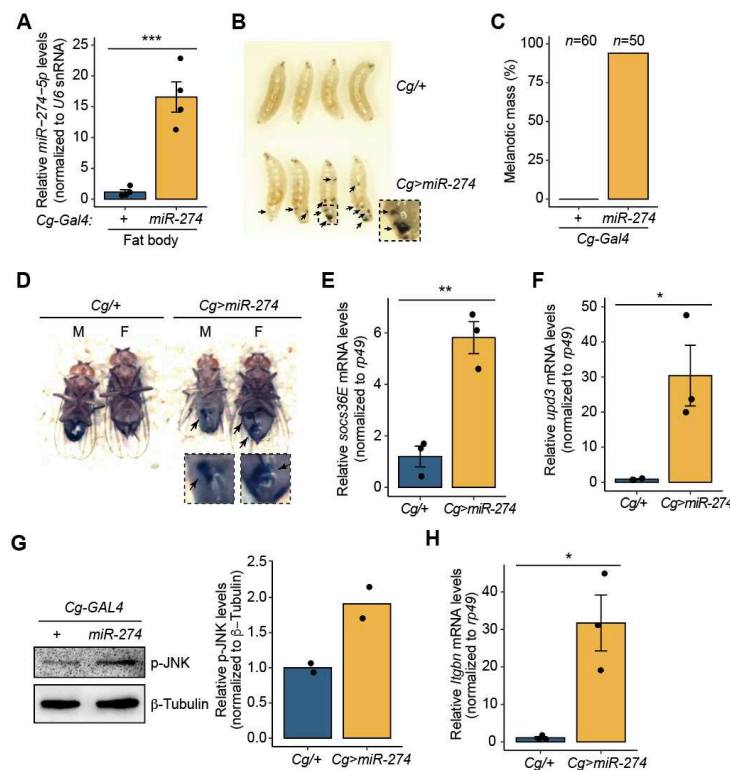 A
Relative miR−274−5p levels
(normalized to U6 snRNA)
***
25
20
15
10
5
0
Cg-Gal4: + miR-274
Fat body
B
Cg/+
Cg>miR-274
C
Melanotic mass (%)
n=60 n=50
100
75
50
25
0
+ miR-274
Cg-Gal4
D
Cg/+ Cg>miR-274
M F M F
E
Relative socs36E mRNA levels
(normalized to rp49)
**
6
4
2
0
Cg/+ Cg>miR-274
F
Relative upd3 mRNA levels
(normalized to rp49)
*
50
40
30
20
10
0
Cg/+ Cg>miR-274
G
Cg-GAL4
+ miR-274
p-JNK
β-Tubulin
Relative p-JNK levels
(normalized to β−Tubulin)
2.5
2.0
1.5
1.0
0.5
0.0
Cg/+ Cg>miR-274
H
Relative Itgbn mRNA levels
(normalized to rp49)
*
50
40
30
20
10
0
Cg/+ Cg>miR-274